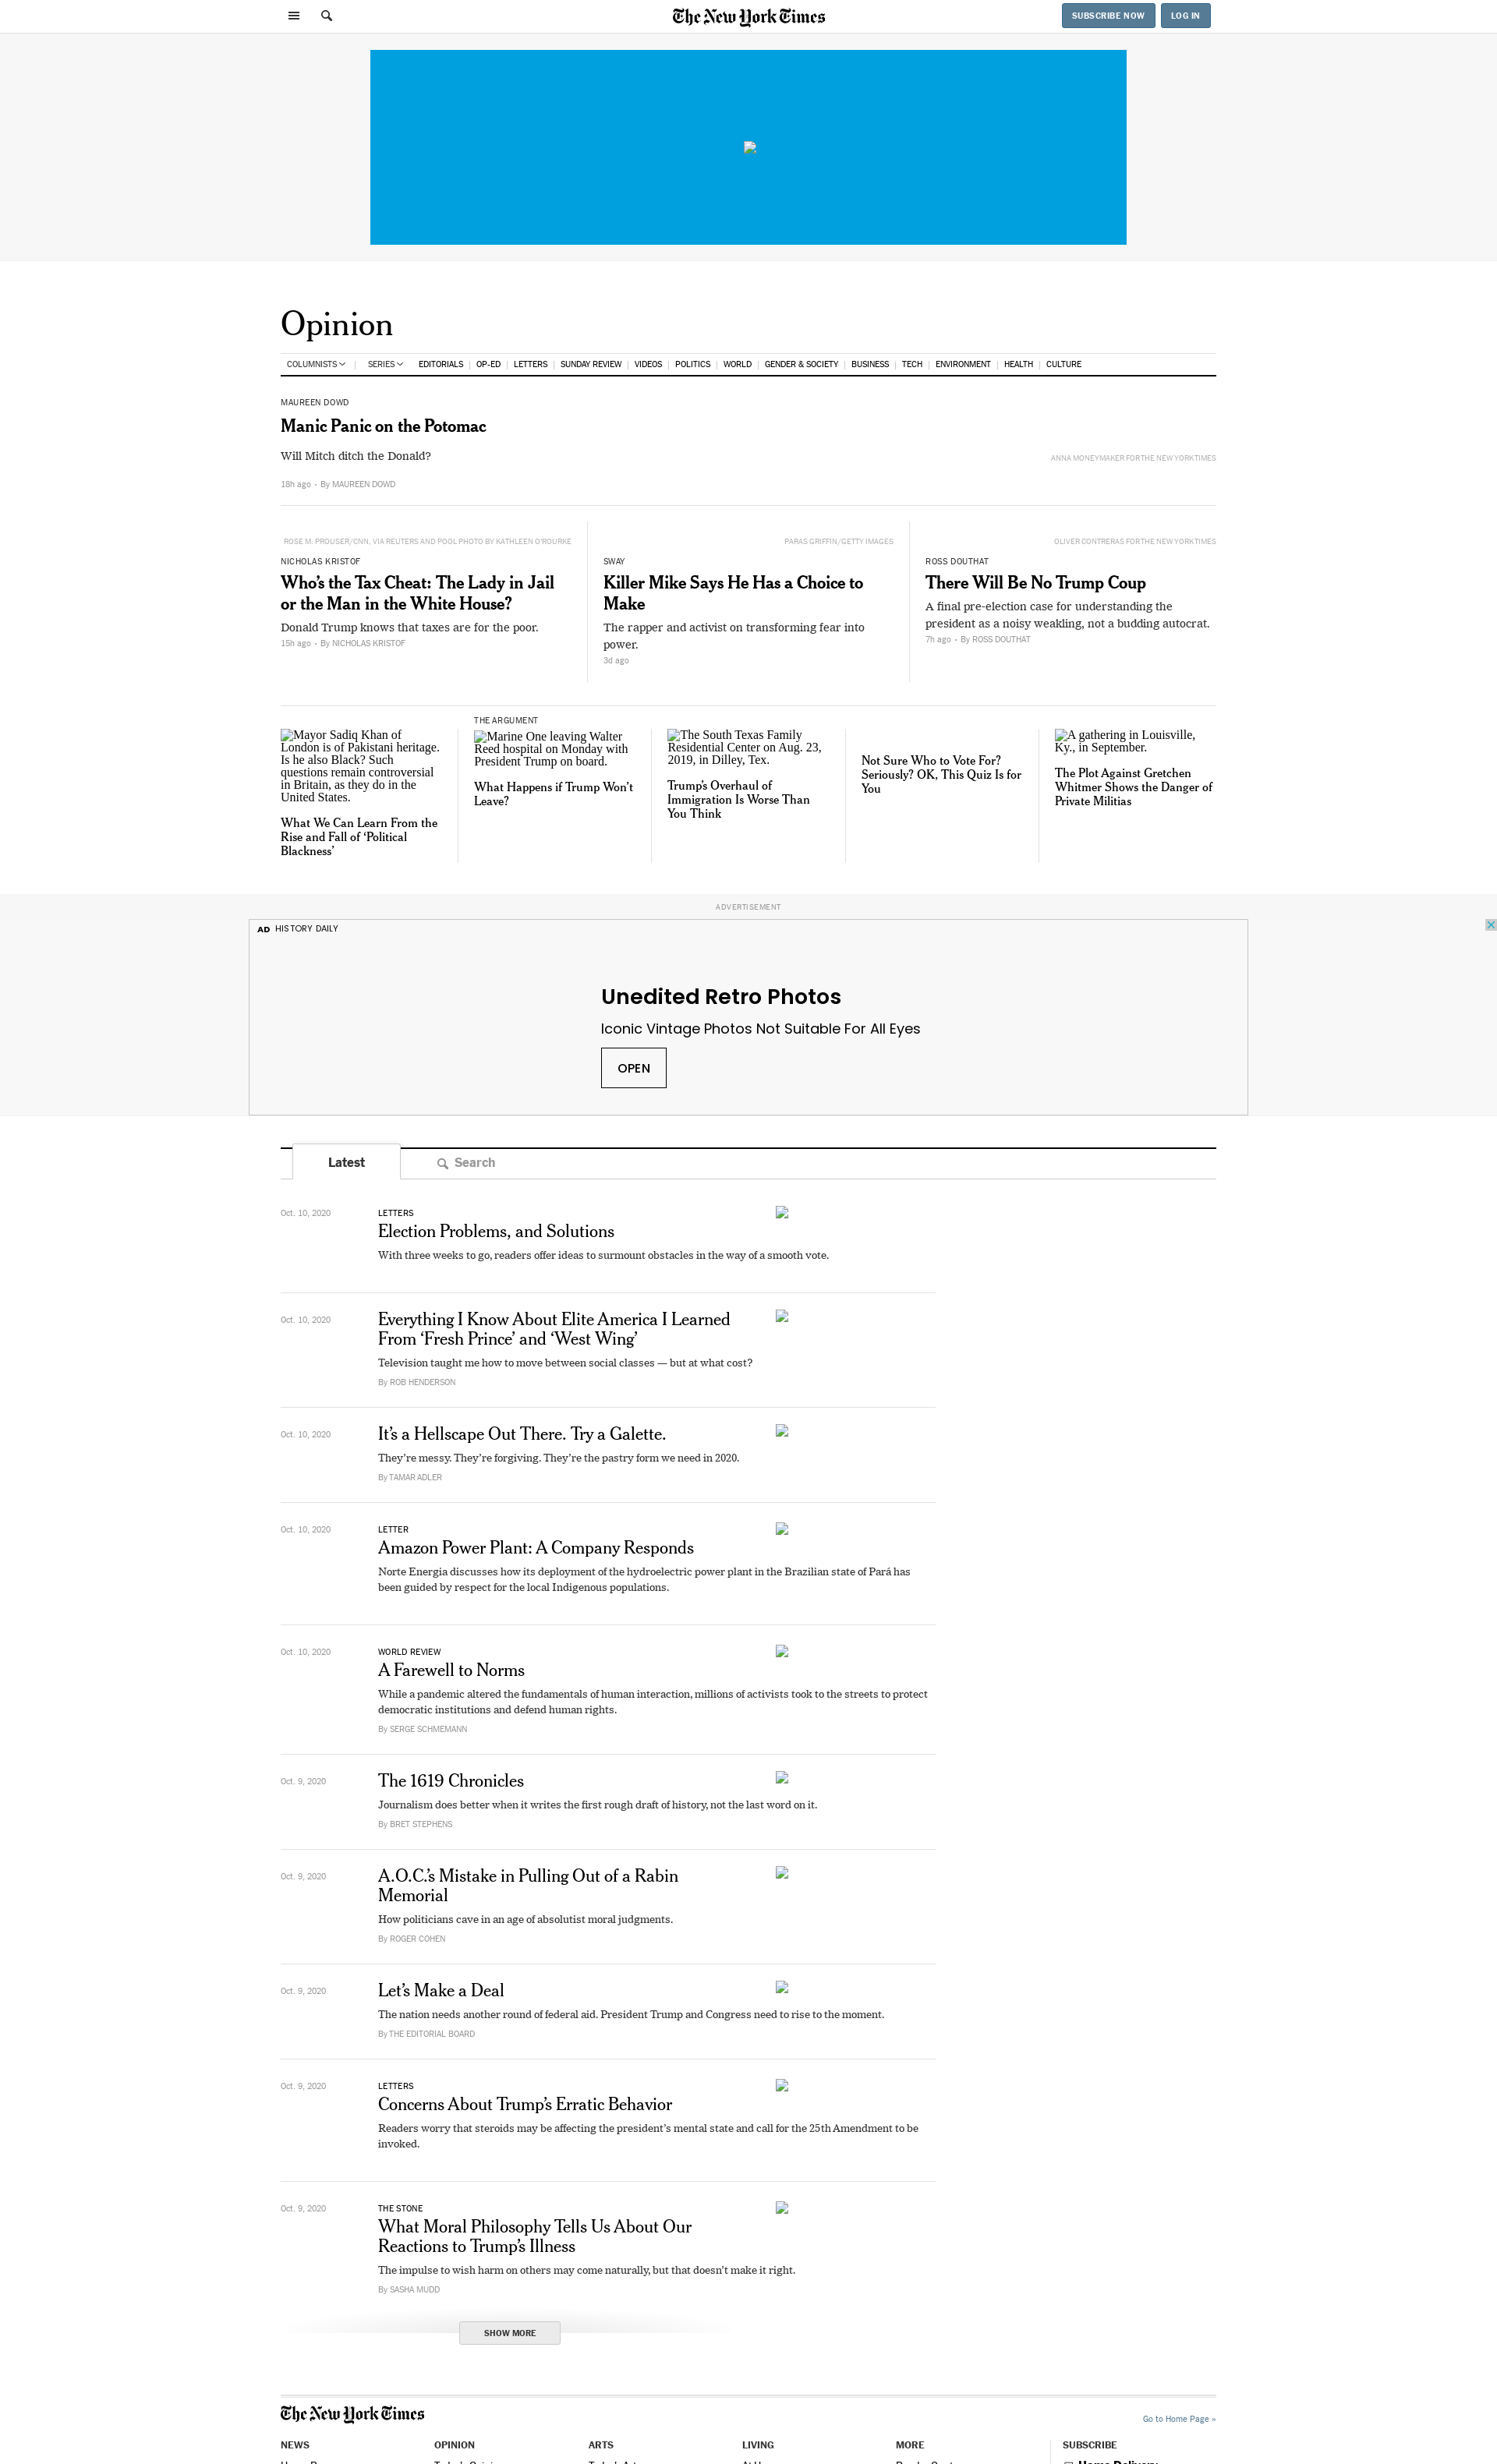 The New York Times
SUBSCRIBE NOW
LOG IN
Opinion
COLUMNISTS | SERIES EDITORIALS | OP-ED | LETTERS | SUNDAY REVIEW | VIDEOS | POLITICS | WORLD | GENDER & SOCIETY | BUSINESS | TECH | ENVIRONMENT | HEALTH | CULTURE
MAUREEN DOWD
Manic Panic on the Potomac
Will Mitch ditch the Donald?
ANNA MONEYMAKER FOR THE NEW YORK TIMES
18h ago • By MAUREEN DOWD
ROSE M. PROUSER/CNN, VIA REUTERS AND POOL PHOTO BY KATHLEEN O'ROURKE
NICHOLAS KRISTOF
Who’s the Tax Cheat: The Lady in Jail
or the Man in the White House?
Donald Trump knows that taxes are for the poor.
15h ago • By NICHOLAS KRISTOF
PARAS GRIFFIN/GETTY IMAGES
SWAY
Killer Mike Says He Has a Choice to
Make
The rapper and activist on transforming fear into
power.
3d ago
OLIVER CONTRERAS FOR THE NEW YORK TIMES
ROSS DOUTHAT
There Will Be No Trump Coup
A final pre-election case for understanding the
president as a noisy weakling, not a budding autocrat.
7h ago • By ROSS DOUTHAT
Mayor Sadiq Khan of
London is of Pakistani heritage.
Is he also Black? Such
questions remain controversial
in Britain, as they do in the
United States.
What We Can Learn From the
Rise and Fall of ‘Political
Blackness’
THE ARGUMENT
Marine One leaving Walter
Reed hospital on Monday with
President Trump on board.
What Happens if Trump Won’t
Leave?
The South Texas Family
Residential Center on Aug. 23,
2019, in Dilley, Tex.
Trump’s Overhaul of
Immigration Is Worse Than
You Think
Not Sure Who to Vote For?
Seriously? OK, This Quiz Is for
You
A gathering in Louisville,
Ky., in September.
The Plot Against Gretchen
Whitmer Shows the Danger of
Private Militias
ADVERTISEMENT
AD HISTORY DAILY
Unedited Retro Photos
Iconic Vintage Photos Not Suitable For All Eyes
OPEN
Latest
Search
Oct. 10, 2020
LETTERS
Election Problems, and Solutions
With three weeks to go, readers offer ideas to surmount obstacles in the way of a smooth vote.
Oct. 10, 2020
Everything I Know About Elite America I Learned
From ‘Fresh Prince’ and ‘West Wing’
Television taught me how to move between social classes — but at what cost?
By ROB HENDERSON
Oct. 10, 2020
It’s a Hellscape Out There. Try a Galette.
They’re messy. They’re forgiving. They’re the pastry form we need in 2020.
By TAMAR ADLER
Oct. 10, 2020
LETTER
Amazon Power Plant: A Company Responds
Norte Energia discusses how its deployment of the hydroelectric power plant in the Brazilian state of Pará has
been guided by respect for the local Indigenous populations.
Oct. 10, 2020
WORLD REVIEW
A Farewell to Norms
While a pandemic altered the fundamentals of human interaction, millions of activists took to the streets to protect
democratic institutions and defend human rights.
By SERGE SCHMEMANN
Oct. 9, 2020
The 1619 Chronicles
Journalism does better when it writes the first rough draft of history, not the last word on it.
By BRET STEPHENS
Oct. 9, 2020
A.O.C.’s Mistake in Pulling Out of a Rabin
Memorial
How politicians cave in an age of absolutist moral judgments.
By ROGER COHEN
Oct. 9, 2020
Let’s Make a Deal
The nation needs another round of federal aid. President Trump and Congress need to rise to the moment.
By THE EDITORIAL BOARD
Oct. 9, 2020
LETTERS
Concerns About Trump’s Erratic Behavior
Readers worry that steroids may be affecting the president’s mental state and call for the 25th Amendment to be
invoked.
Oct. 9, 2020
THE STONE
What Moral Philosophy Tells Us About Our
Reactions to Trump’s Illness
The impulse to wish harm on others may come naturally, but that doesn’t make it right.
By SASHA MUDD
SHOW MORE
The New York Times
Go to Home Page »
NEWS
OPINION
ARTS
LIVING
MORE
SUBSCRIBE